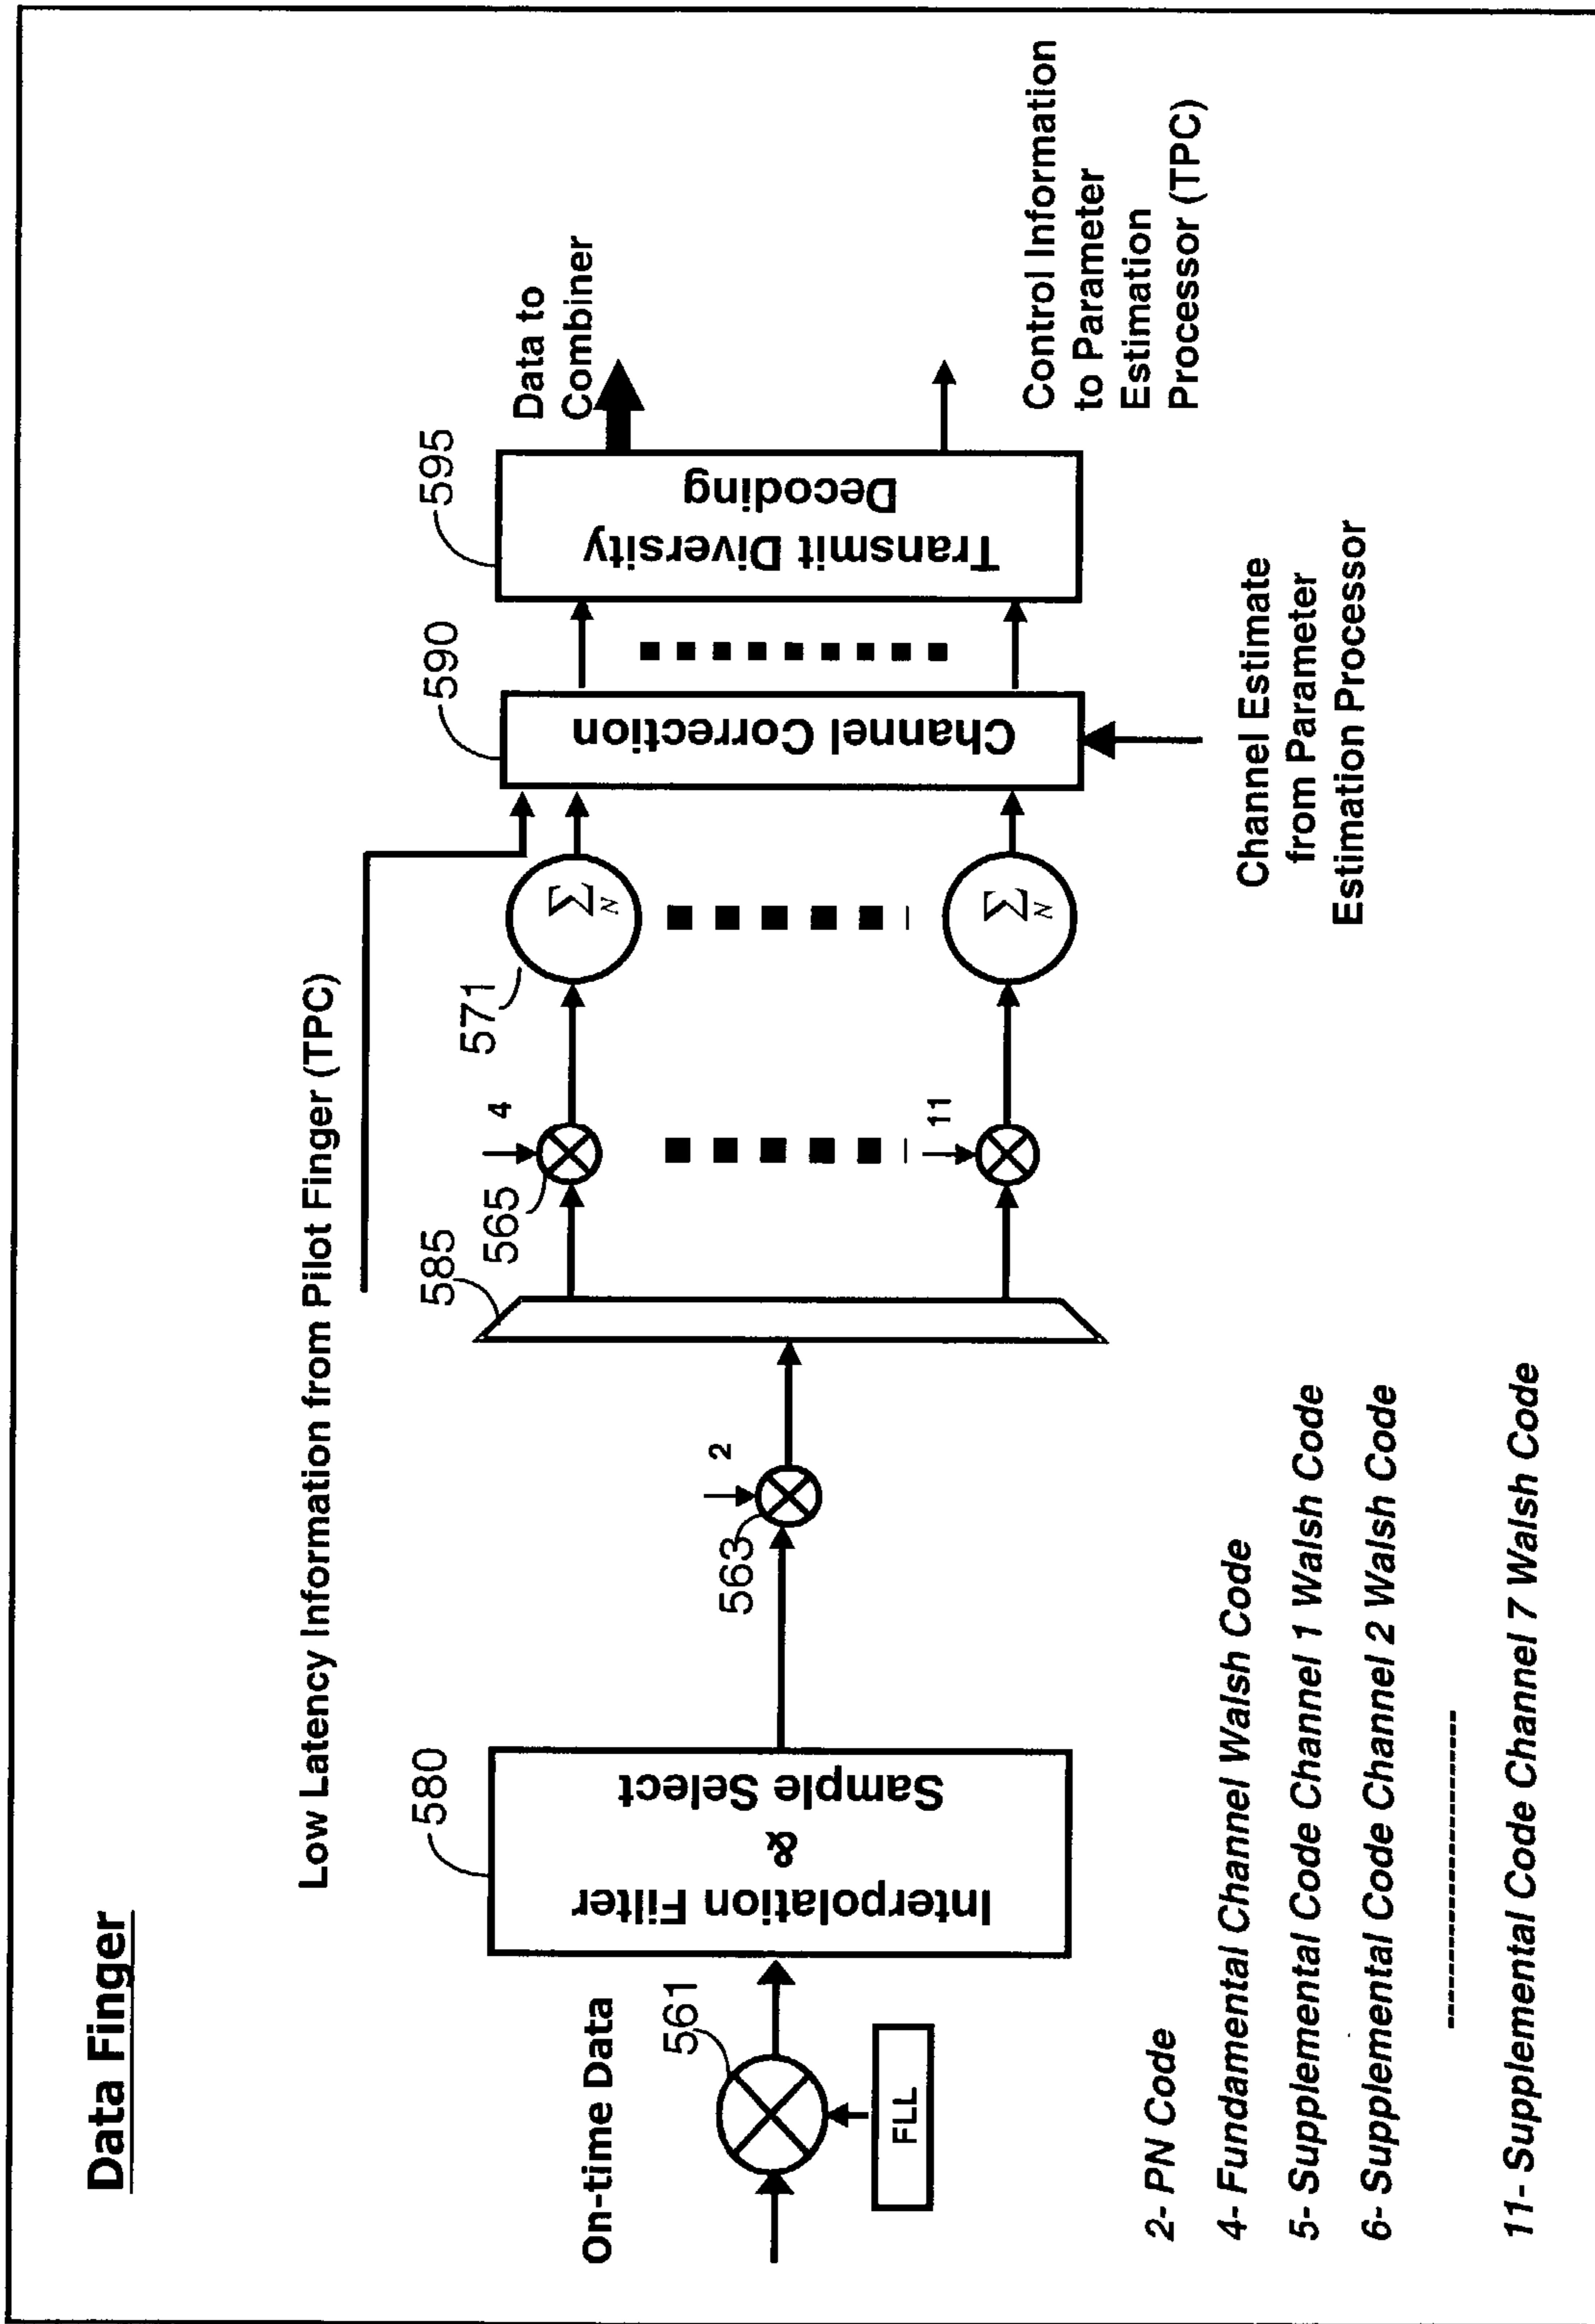 Data Finger
Low Latency Information from Pilot Finger (TPC)
On-time Data
561
FLL
580
Interpolation Filter
&
Sample Select
563
2
585
565
4
11
571
Σ
N
Σ
N
590
Channel Correction
595
Transmit Diversity
Decoding
Data to
Combiner
Control Information
to Parameter
Estimation
Processor (TPC)
Channel Estimate
from Parameter
Estimation Processor
2- PN Code
4- Fundamental Channel Walsh Code
5- Supplemental Code Channel 1 Walsh Code
6- Supplemental Code Channel 2 Walsh Code
11- Supplemental Code Channel 7 Walsh Code